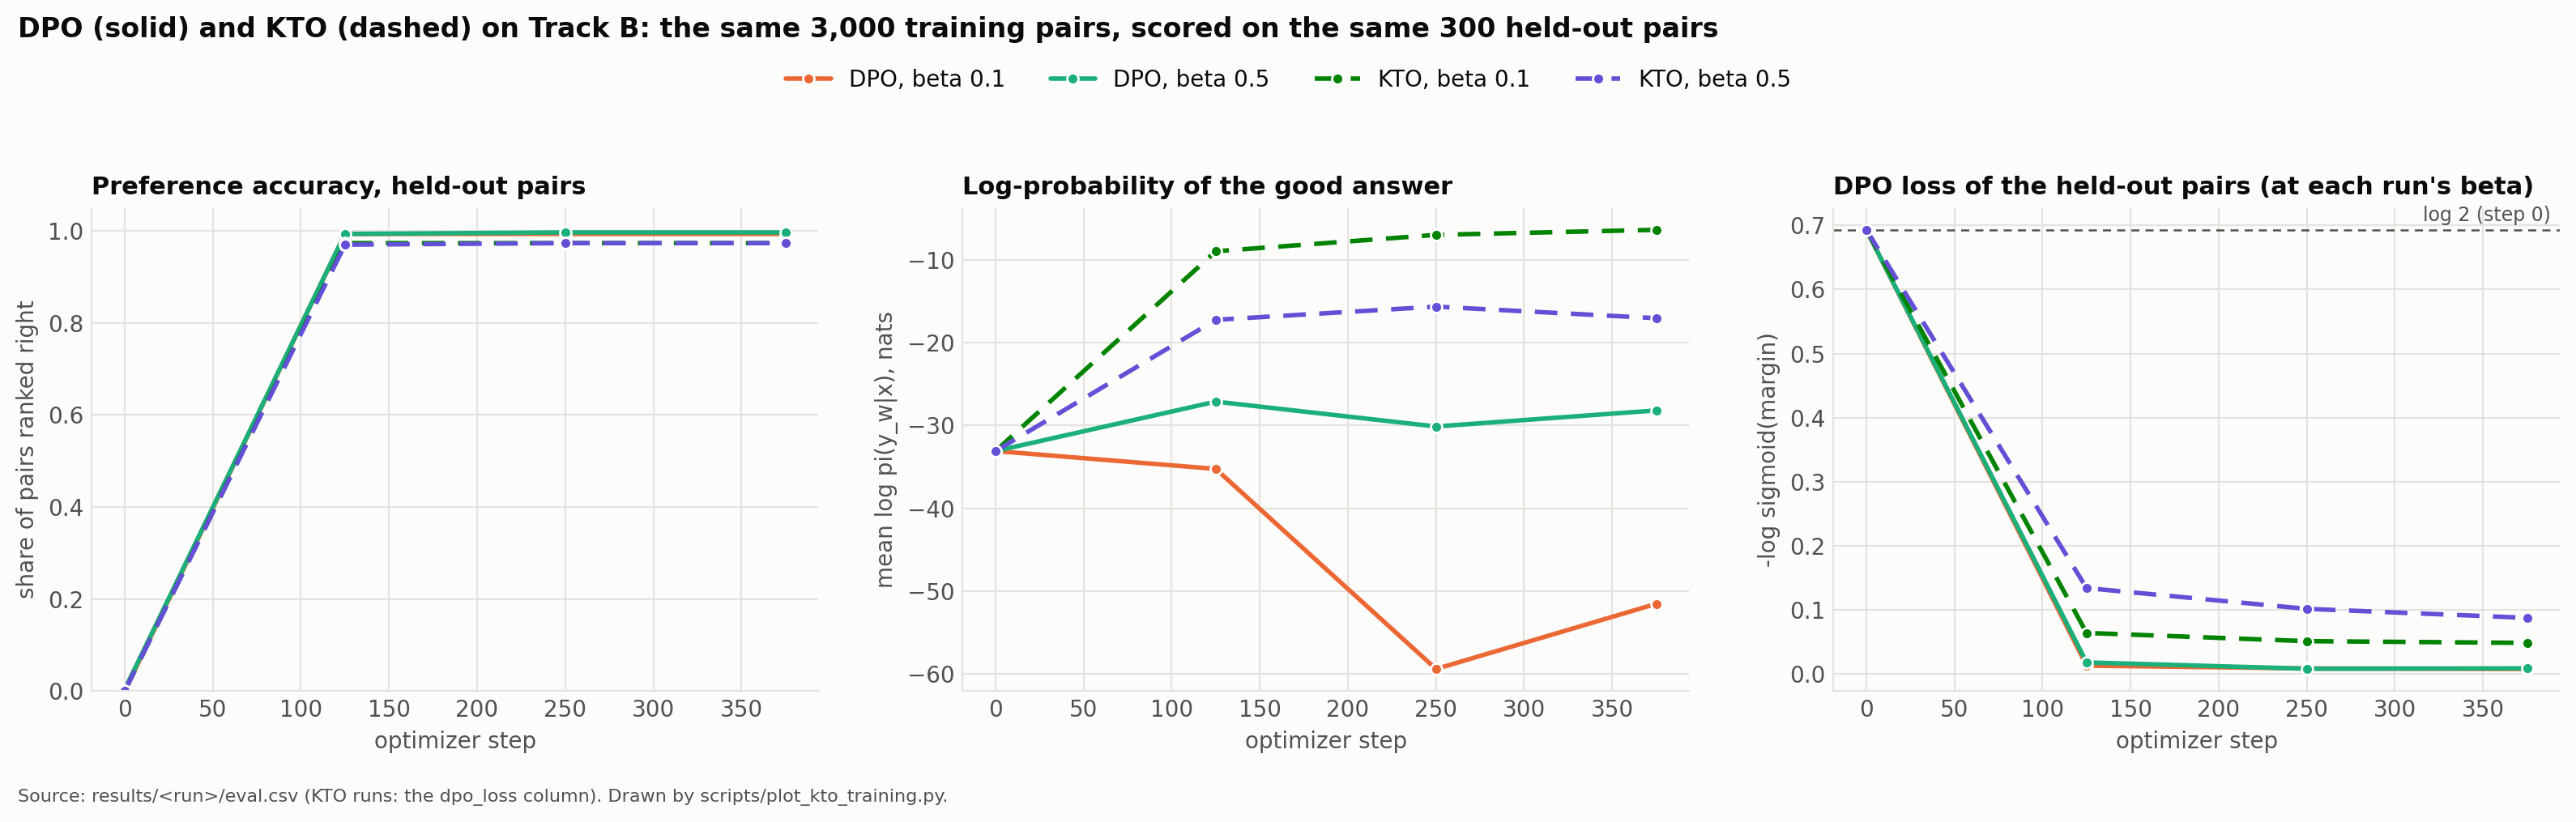 DPO (solid) and KTO (dashed) on Track B: the same 3,000 training pairs, scored on the same 300 held-out pairs
DPO, beta 0.1
DPO, beta 0.5
KTO, beta 0.1
KTO, beta 0.5
Preference accuracy, held-out pairs
share of pairs ranked right
1.0
0.8
0.6
0.4
0.2
0.0
0 50 100 150 200 250 300 350
optimizer step
Log-probability of the good answer
mean log pi(y_w|x), nats
−10
−20
−30
−40
−50
−60
0 50 100 150 200 250 300 350
optimizer step
DPO loss of the held-out pairs (at each run's beta)
log 2 (step 0)
-log sigmoid(margin)
0.7
0.6
0.5
0.4
0.3
0.2
0.1
0.0
0 50 100 150 200 250 300 350
optimizer step
Source: results/<run>/eval.csv (KTO runs: the dpo_loss column). Drawn by scripts/plot_kto_training.py.